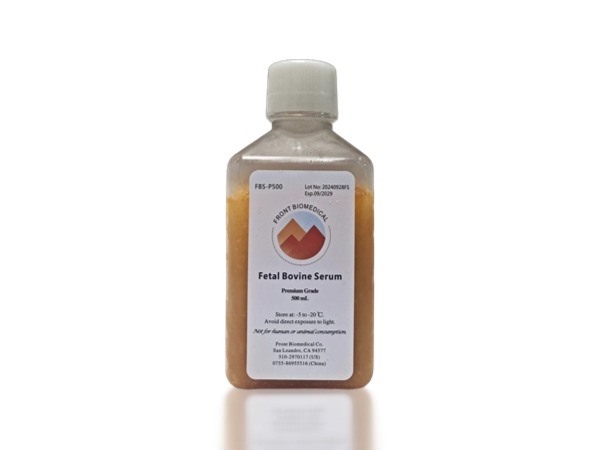 FBS-P500
Lot No: 20240928FS
Exp.09/2029
FRONT BIOMEDICAL
Fetal Bovine Serum
Premium Grade
500 mL
Store at: -5 to -20 ℃.
Avoid direct exposure to light.
Not for human or animal consumption.
Front Biomedical Co.
San Leandro, CA 94577
510-2970117 (US)
0755-86955516 (China)